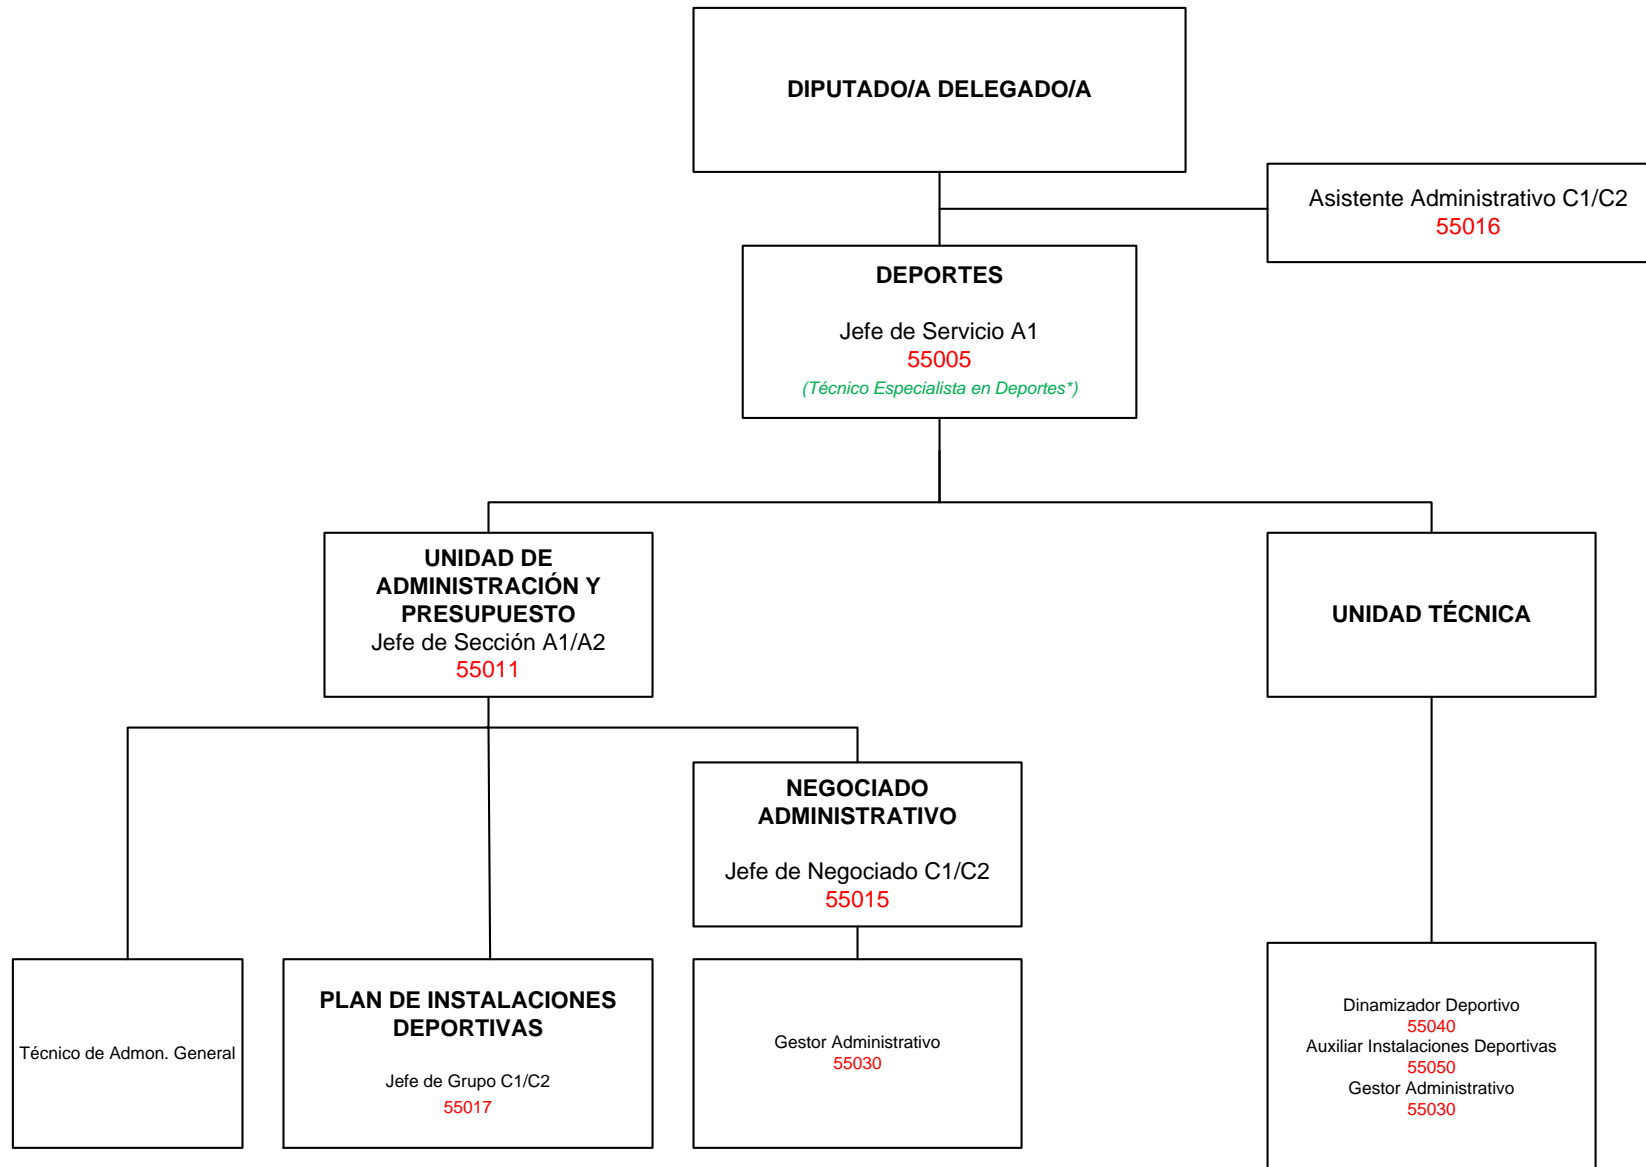 DIPUTADO/A DELEGADO/A
Asistente Administrativo C1/C2
55016
DEPORTES
Jefe de Servicio A1
55005
(Técnico Especialista en Deportes*)
UNIDAD DE
ADMINISTRACIÓN Y
PRESUPUESTO
Jefe de Sección A1/A2
55011
UNIDAD TÉCNICA
NEGOCIADO
ADMINISTRATIVO
Jefe de Negociado C1/C2
55015
Técnico de Admon. General
PLAN DE INSTALACIONES
DEPORTIVAS
Jefe de Grupo C1/C2
55017
Gestor Administrativo
55030
Dinamizador Deportivo
55040
Auxiliar Instalaciones Deportivas
55050
Gestor Administrativo
55030